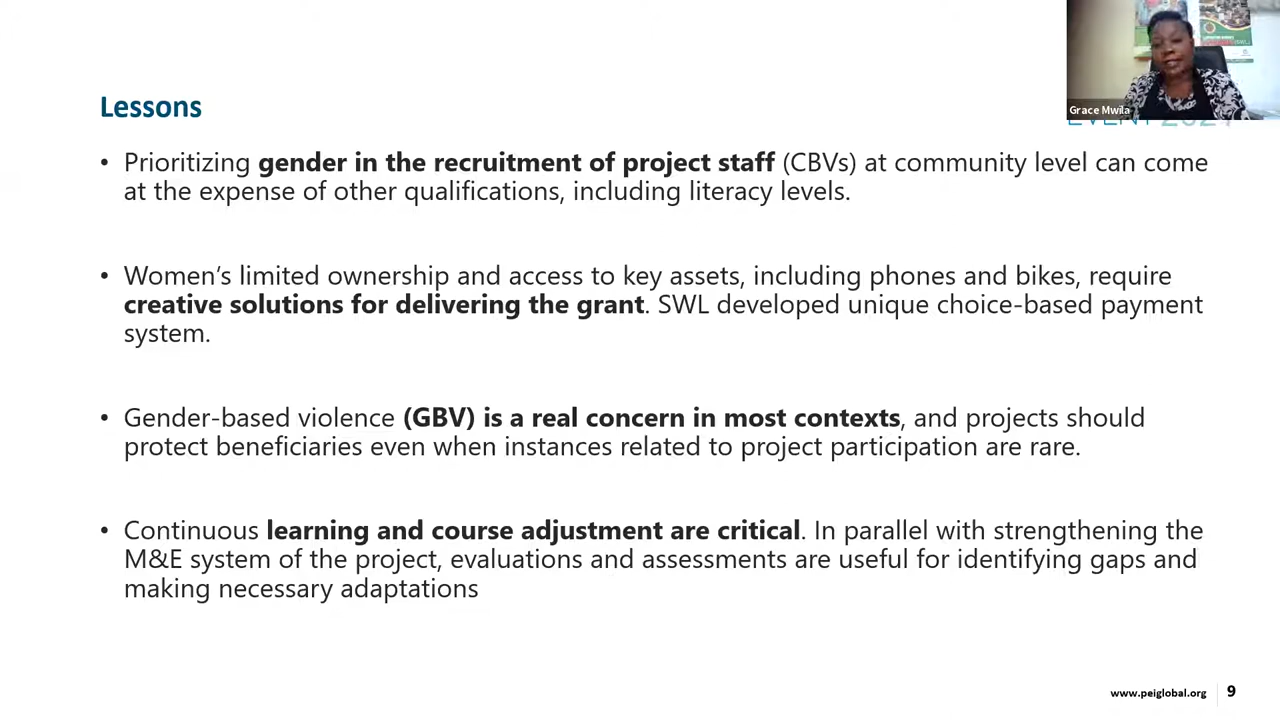 Grace Mwila
Lessons
• Prioritizing gender in the recruitment of project staff (CBVs) at community level can come
at the expense of other qualifications, including literacy levels.
• Women's limited ownership and access to key assets, including phones and bikes, require
creative solutions for delivering the grant. SWL developed unique choice-based payment
system.
• Gender-based violence (GBV) is a real concern in most contexts, and projects should
protect beneficiaries even when instances related to project participation are rare.
• Continuous learning and course adjustment are critical. In parallel with strengthening the
M&E system of the project, evaluations and assessments are useful for identifying gaps and
making necessary adaptations
www.peiglobal.org 9